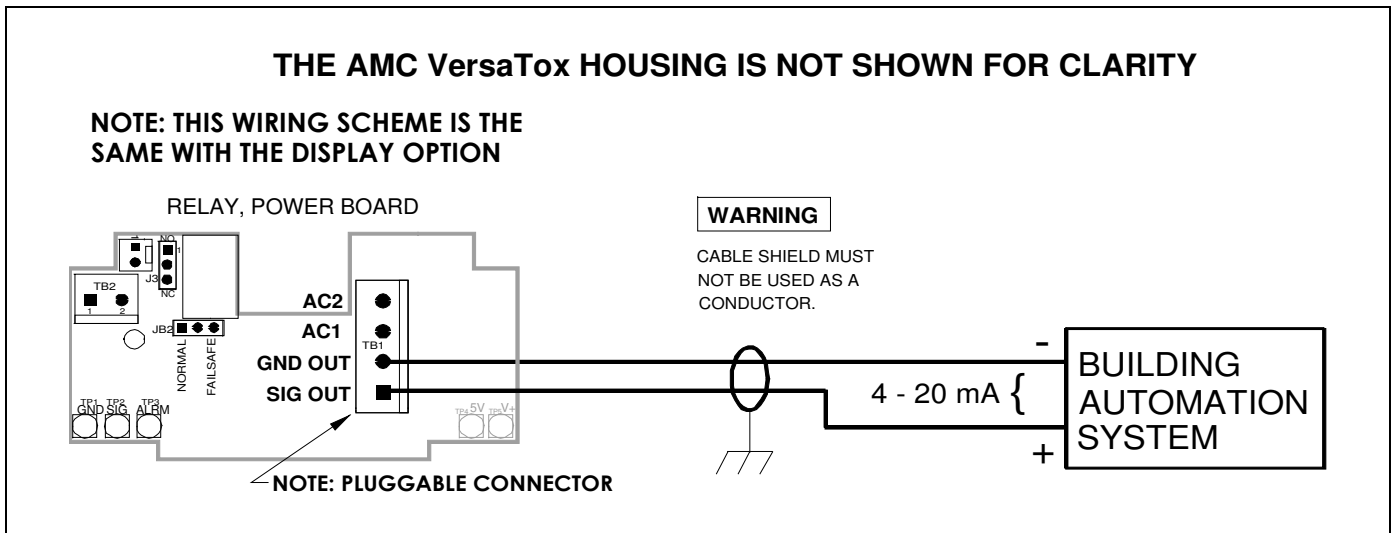 THE AMC VersaTox HOUSING IS NOT SHOWN FOR CLARITY
NOTE: THIS WIRING SCHEME IS THE
SAME WITH THE DISPLAY OPTION
RELAY, POWER BOARD
WARNING
CABLE SHIELD MUST
NOT BE USED AS A
CONDUCTOR.
NO
1
J3
NC
TB2
1 2
JB2
NORMAL
FAILSAFE
AC2
AC1
TB1
GND OUT
SIG OUT
TP1 TP2 TP3
GND SIG ALRM
TP4 5V TP5 V+
NOTE: PLUGGABLE CONNECTOR
-
4 - 20 mA {
+
BUILDING
AUTOMATION
SYSTEM